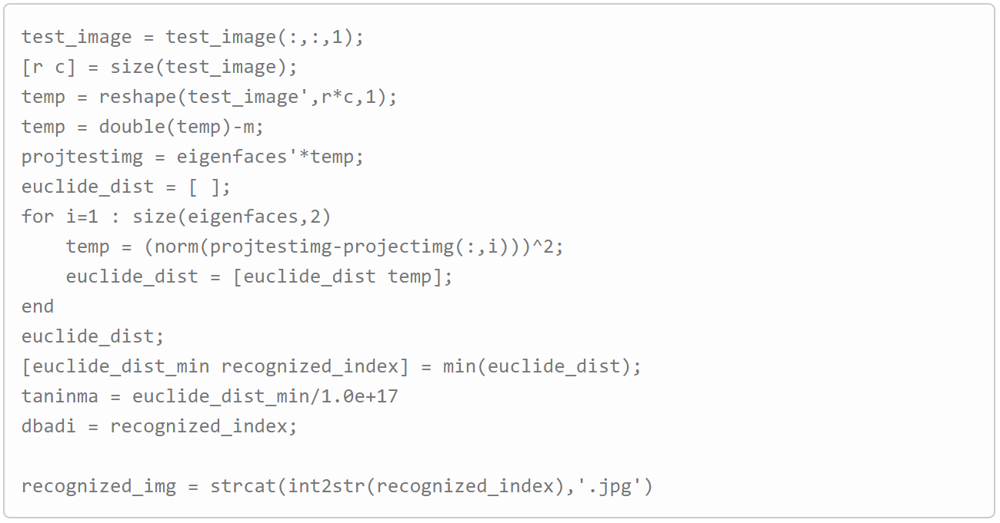 test_image = test_image(:,:,1);
[r c] = size(test_image);
temp = reshape(test_image',r*c,1);
temp = double(temp)-m;
projtestimg = eigenfaces'*temp;
euclide_dist = [ ];
for i=1 : size(eigenfaces,2)
    temp = (norm(projtestimg-projectimg(:,i)))^2;
    euclide_dist = [euclide_dist temp];
end
euclide_dist;
[euclide_dist_min recognized_index] = min(euclide_dist);
taninma = euclide_dist_min/1.0e+17
dbadi = recognized_index;

recognized_img = strcat(int2str(recognized_index),'.jpg')